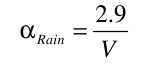 α_Rain = 2.9/V